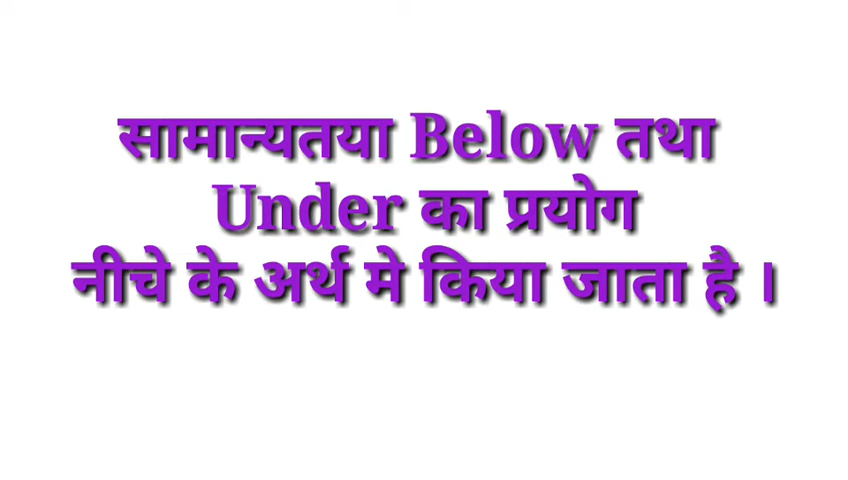 सामान्यतया Below तथा
Under का प्रयोग
नीचे के अर्थ मे किया जाता है ।